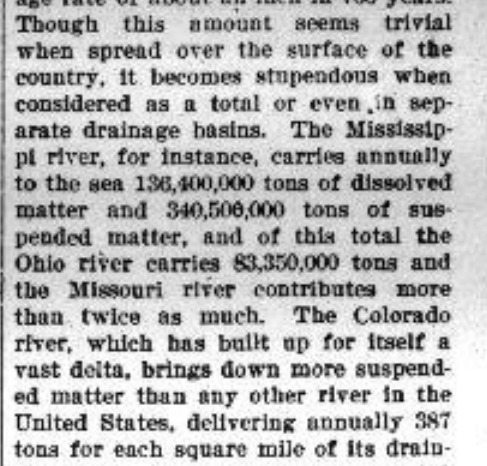 Though this amount seems trivial
when spread over the surface of the
country, it becomes stupendous when
considered as a total or even in sep-
arate drainage basins. The Mississip-
pi river, for instance, carries annually
to the sea 136,400,000 tons of dissolved
matter and 340,500,000 tons of sus-
pended matter, and of this total the
Ohio river carries 83,350,000 tons and
the Missouri river contributes more
than twice as much. The Colorado
river, which has built up for itself a
vast delta, brings down more suspend-
ed matter than any other river in the
United States, delivering annually 387
tons for each square mile of its drain-